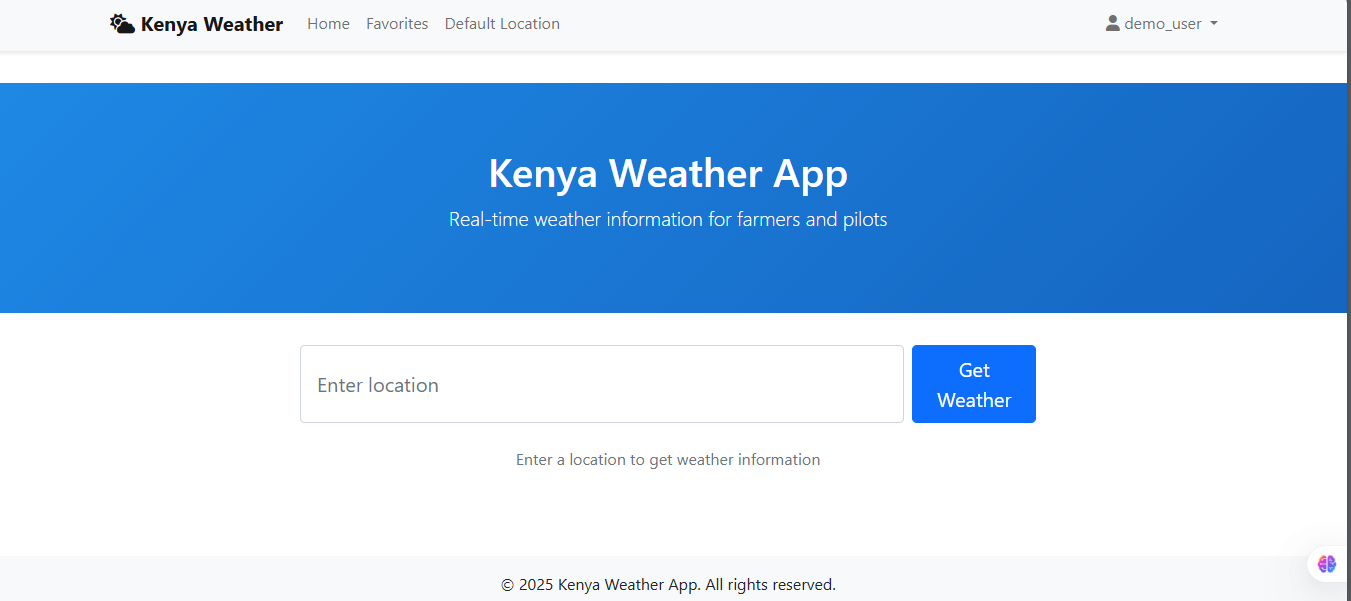 Kenya Weather Home Favorites Default Location demo_user
Kenya Weather App
Real-time weather information for farmers and pilots
Enter location
Get
Weather
Enter a location to get weather information
© 2025 Kenya Weather App. All rights reserved.